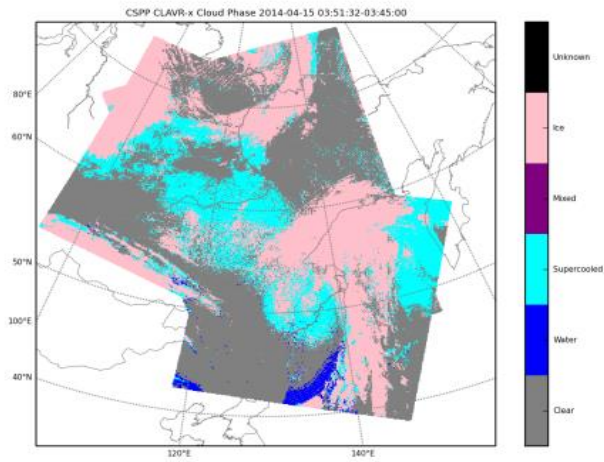 CSPP CLAVR-x Cloud Phase 2014-04-15 03:51:32-03:45:00
80°E
60°N
50°N
100°E
40°N
120°E
140°E
Unknown
Ice
Mixed
Supercooled
Water
Clear